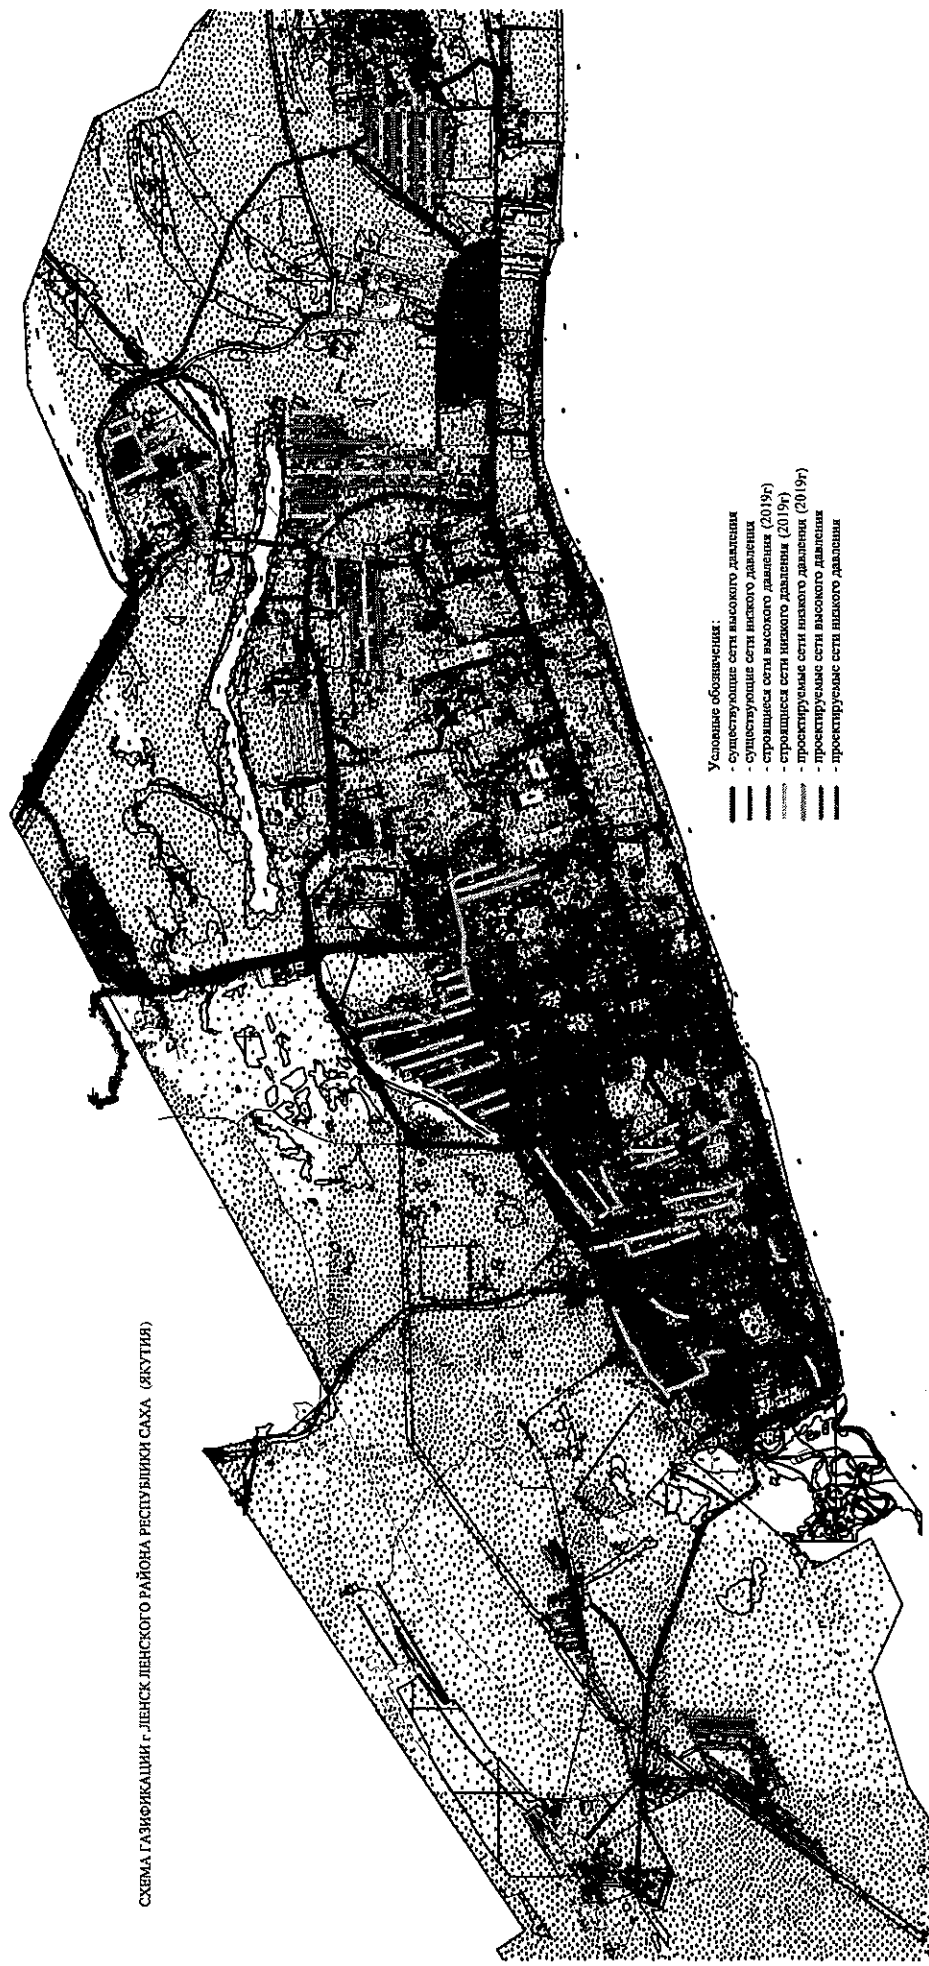 СХЕМА ГАЗИФИКАЦИИ г. ЛЕНСК ЛЕНСКОГО РАЙОНА РЕСПУБЛИКИ САХА (ЯКУТИЯ)
Условные обозначения:
- существующие сети высокого давления
- существующие сети низкого давления
- строящиеся сети высокого давления (2019г)
- строящиеся сети низкого давления (2019г)
- проектируемые сети низкого давления (2019г)
- проектируемые сети высокого давления
- проектируемые сети низкого давления